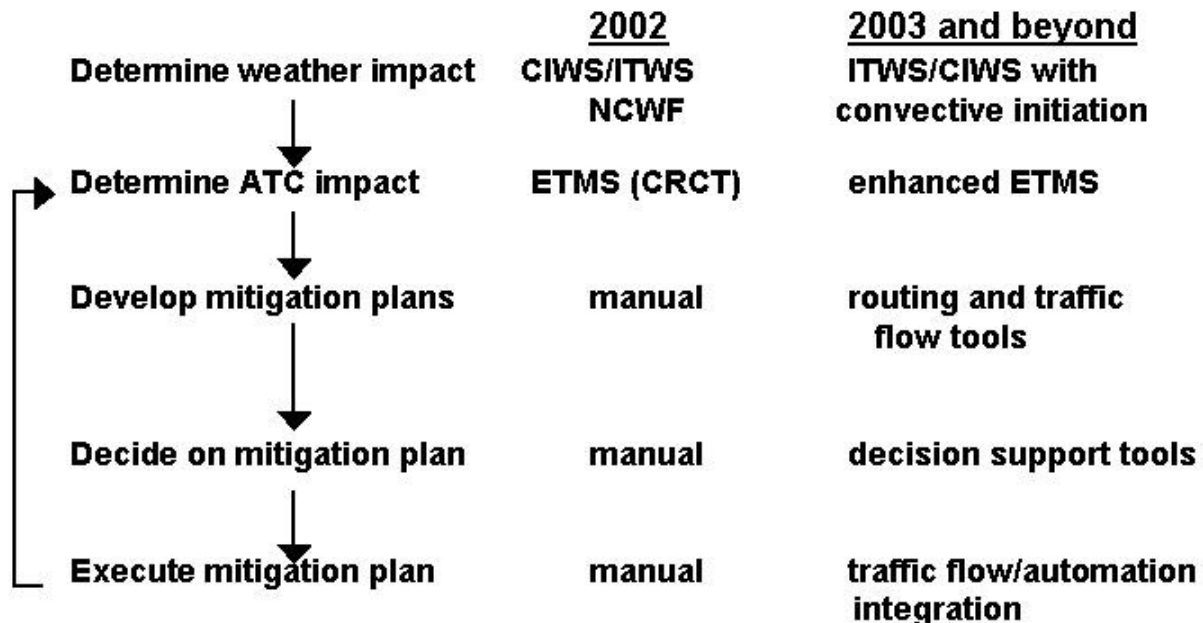 2002 2003 and beyond
Determine weather impact CIWS/ITWS ITWS/CIWS with
NCWF convective initiation
Determine ATC impact ETMS (CRCT) enhanced ETMS
Develop mitigation plans manual routing and traffic
flow tools
Decide on mitigation plan manual decision support tools
Execute mitigation plan manual traffic flow/automation
integration